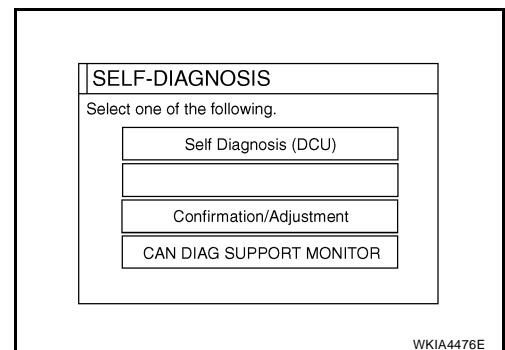 SELF-DIAGNOSIS
Select one of the following.
Self Diagnosis (DCU)
Confirmation/Adjustment
CAN DIAG SUPPORT MONITOR
WKIA4476E